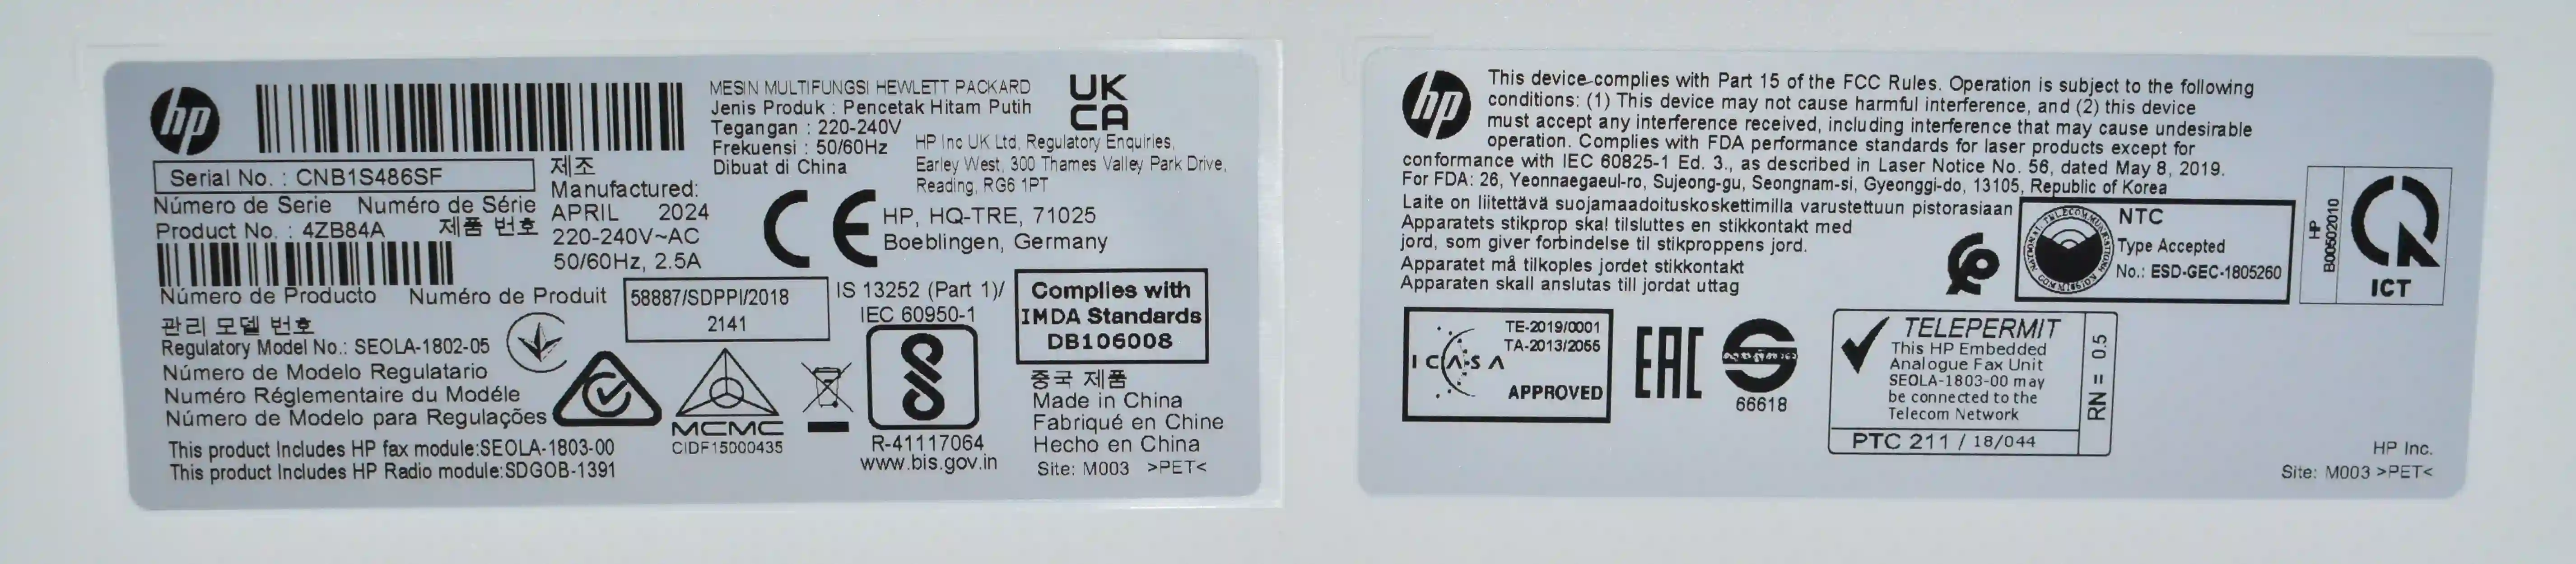 hp
Serial No. : CNB1S486SF
Número de Serie Numéro de Série
Product No. : 4ZB84A 제품 번호
Número de Producto Numéro de Produit
관리 모델 번호
Regulatory Model No.: SEOLA-1802-05
Número de Modelo Regulatario
Numéro Réglementaire du Modéle
Número de Modelo para Regulações
This product Includes HP fax module:SEOLA-1803-00
This product Includes HP Radio module:SDGOB-1391
제조
Manufactured:
APRIL 2024
220-240V~AC
50/60Hz, 2.5A
58887/SDPPI/2018
2141
MESIN MULTIFUNGSI HEWLETT PACKARD
Jenis Produk : Pencetak Hitam Putih
Tegangan : 220-240V
Frekuensi : 50/60Hz
Dibuat di China
UK
CA
HP Inc UK Ltd, Regulatory Enquiries,
Earley West, 300 Thames Valley Park Drive,
Reading, RG6 1PT
CE
HP, HQ-TRE, 71025
Boeblingen, Germany
IS 13252 (Part 1)/
IEC 60950-1
R-41117064
www.bis.gov.in
MCMC
CIDF15000435
Complies with
IMDA Standards
DB106008
중국 제품
Made in China
Fabriqué en Chine
Hecho en China
Site: M003 >PET<
hp
This device complies with Part 15 of the FCC Rules. Operation is subject to the following
conditions: (1) This device may not cause harmful interference, and (2) this device
must accept any interference received, including interference that may cause undesirable
operation. Complies with FDA performance standards for laser products except for
conformance with IEC 60825-1 Ed. 3., as described in Laser Notice No. 56, dated May 8, 2019.
For FDA: 26, Yeonnaegaeul-ro, Sujeong-gu, Seongnam-si, Gyeonggi-do, 13105, Republic of Korea
Laite on liitettävä suojamaadoituskoskettimilla varustettuun pistorasiaan
Apparatets stikprop skal tilsluttes en stikkontakt med
jord, som giver forbindelse til stikproppens jord.
Apparatet må tilkoples jordet stikkontakt
Apparaten skall anslutas till jordat uttag
NTC
Type Accepted
No.: ESD-GEC-1805260
HP
B00502010
ICT
ICASA
TE-2019/0001
TA-2013/2055
APPROVED
EAC
66618
TELEPERMIT
This HP Embedded
Analogue Fax Unit
SEOLA-1803-00 may
be connected to the
Telecom Network
PTC 211 / 18/044
RN = 0.5
HP Inc.
Site: M003 >PET<